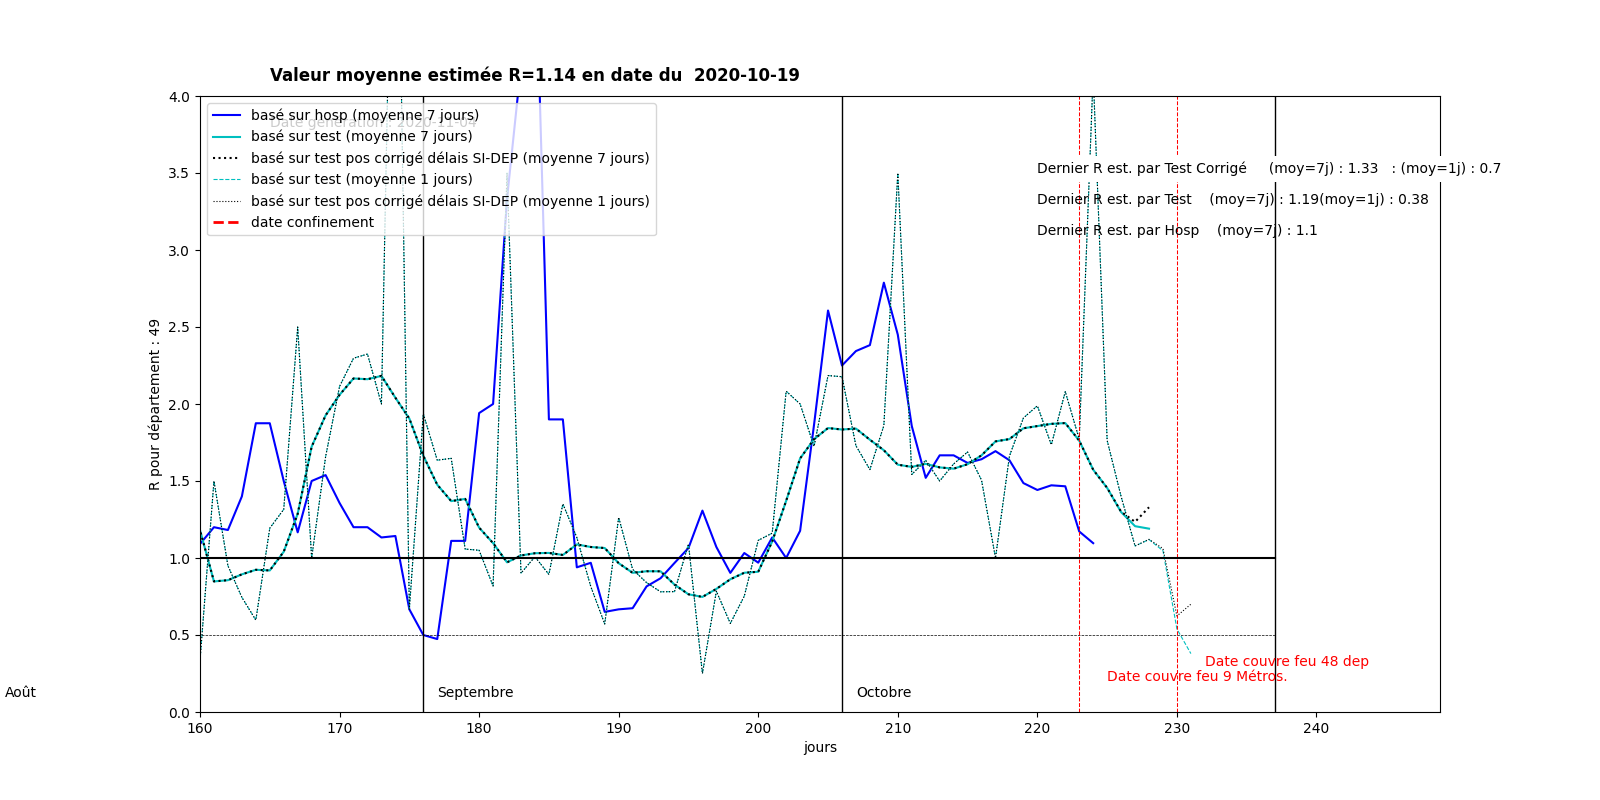 Valeur moyenne estimée R=1.14 en date du  2020-10-19
Date génération : 2020-11-04
basé sur hosp (moyenne 7 jours)
basé sur test (moyenne 7 jours)
basé sur test pos corrigé délais SI-DEP (moyenne 7 jours)
basé sur test (moyenne 1 jours)
basé sur test pos corrigé délais SI-DEP (moyenne 1 jours)
date confinement
Dernier R est. par Test Corrigé     (moy=7j) : 1.33   : (moy=1j) : 0.7
Dernier R est. par Test    (moy=7j) : 1.19(moy=1j) : 0.38
Dernier R est. par Hosp    (moy=7j) : 1.1
R pour département : 49
4.0
3.5
3.0
2.5
2.0
1.5
1.0
0.5
0.0
Date couvre feu 48 dep
Date couvre feu 9 Métros.
Août
Septembre
Octobre
160 170 180 190 200 210 220 230 240
jours